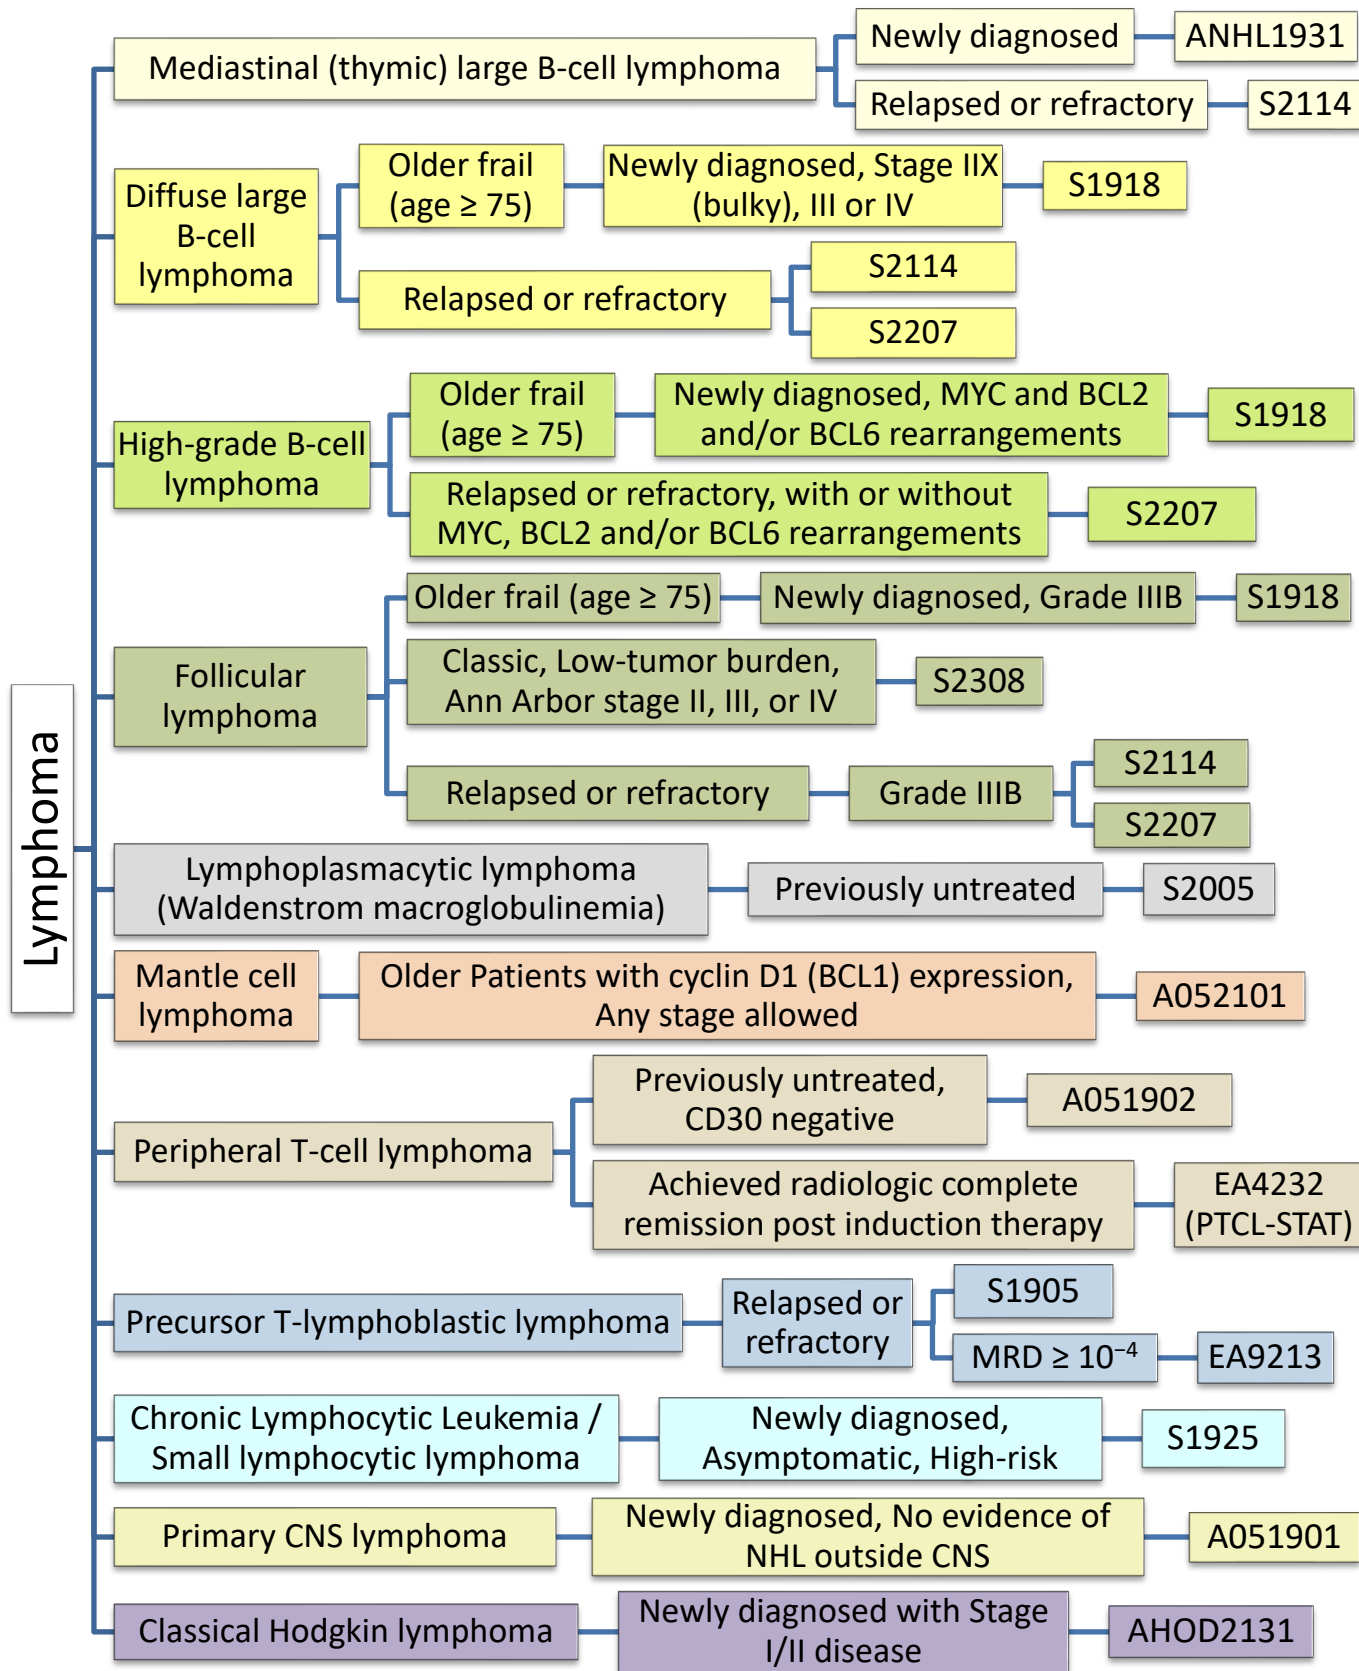 Lymphoma
Mediastinal (thymic) large B-cell lymphoma
Newly diagnosed
ANHL1931
Relapsed or refractory
S2114
Diffuse large
B-cell
lymphoma
Older frail
(age ≥ 75)
Newly diagnosed, Stage IIX
(bulky), III or IV
S1918
Relapsed or refractory
S2114
S2207
High-grade B-cell
lymphoma
Older frail
(age ≥ 75)
Newly diagnosed, MYC and BCL2
and/or BCL6 rearrangements
S1918
Relapsed or refractory, with or without
MYC, BCL2 and/or BCL6 rearrangements
S2207
Follicular
lymphoma
Older frail (age ≥ 75)
Newly diagnosed, Grade IIIB
S1918
Classic, Low-tumor burden,
Ann Arbor stage II, III, or IV
S2308
Relapsed or refractory
Grade IIIB
S2114
S2207
Lymphoplasmacytic lymphoma
(Waldenstrom macroglobulinemia)
Previously untreated
S2005
Mantle cell
lymphoma
Older Patients with cyclin D1 (BCL1) expression,
Any stage allowed
A052101
Peripheral T-cell lymphoma
Previously untreated,
CD30 negative
A051902
Achieved radiologic complete
remission post induction therapy
EA4232
(PTCL-STAT)
Precursor T-lymphoblastic lymphoma
Relapsed or
refractory
S1905
MRD ≥ 10⁻⁴
EA9213
Chronic Lymphocytic Leukemia /
Small lymphocytic lymphoma
Newly diagnosed,
Asymptomatic, High-risk
S1925
Primary CNS lymphoma
Newly diagnosed, No evidence of
NHL outside CNS
A051901
Classical Hodgkin lymphoma
Newly diagnosed with Stage
I/II disease
AHOD2131